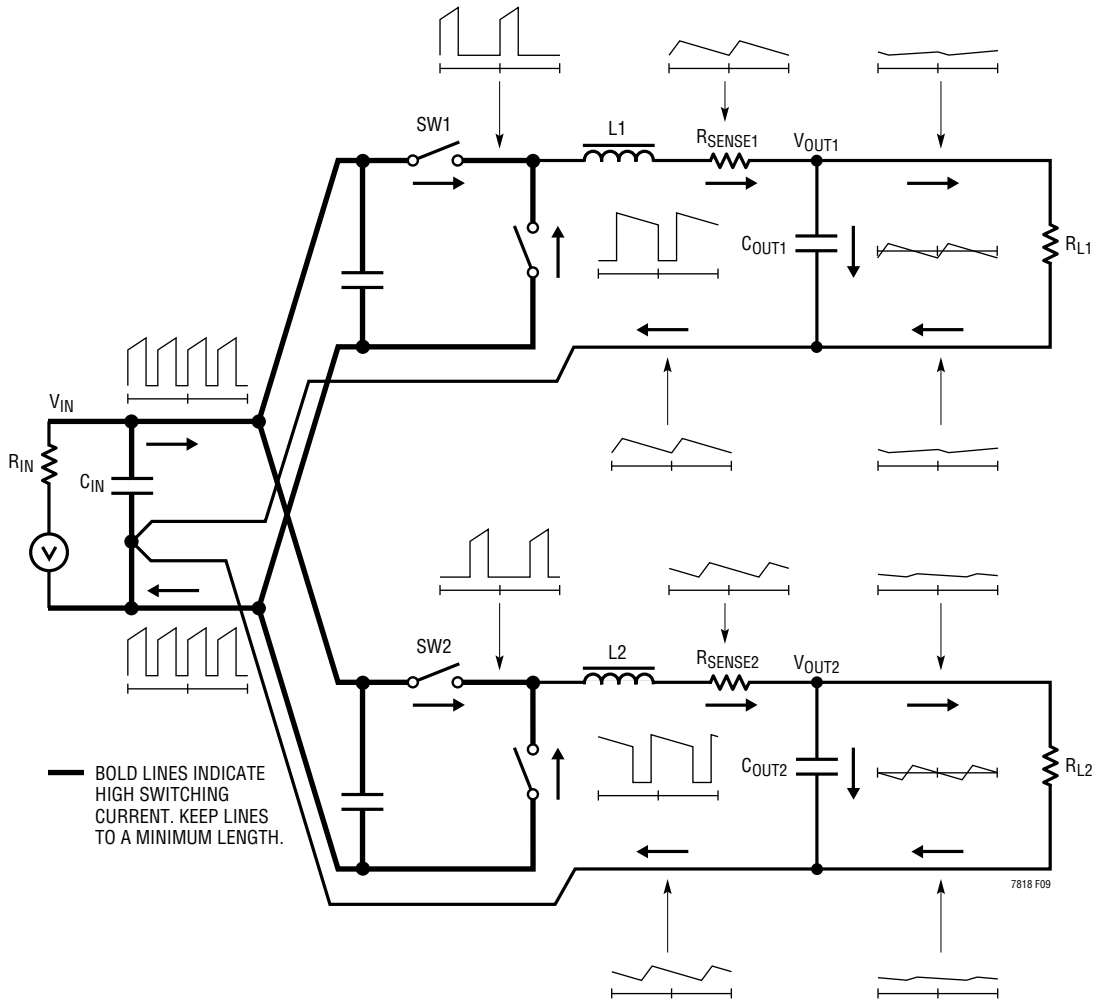 SW1
L1
RSENSE1
VOUT1
COUT1
RL1
VIN
RIN
CIN
SW2
L2
RSENSE2
VOUT2
COUT2
RL2
BOLD LINES INDICATE
HIGH SWITCHING
CURRENT. KEEP LINES
TO A MINIMUM LENGTH.
7818 F09